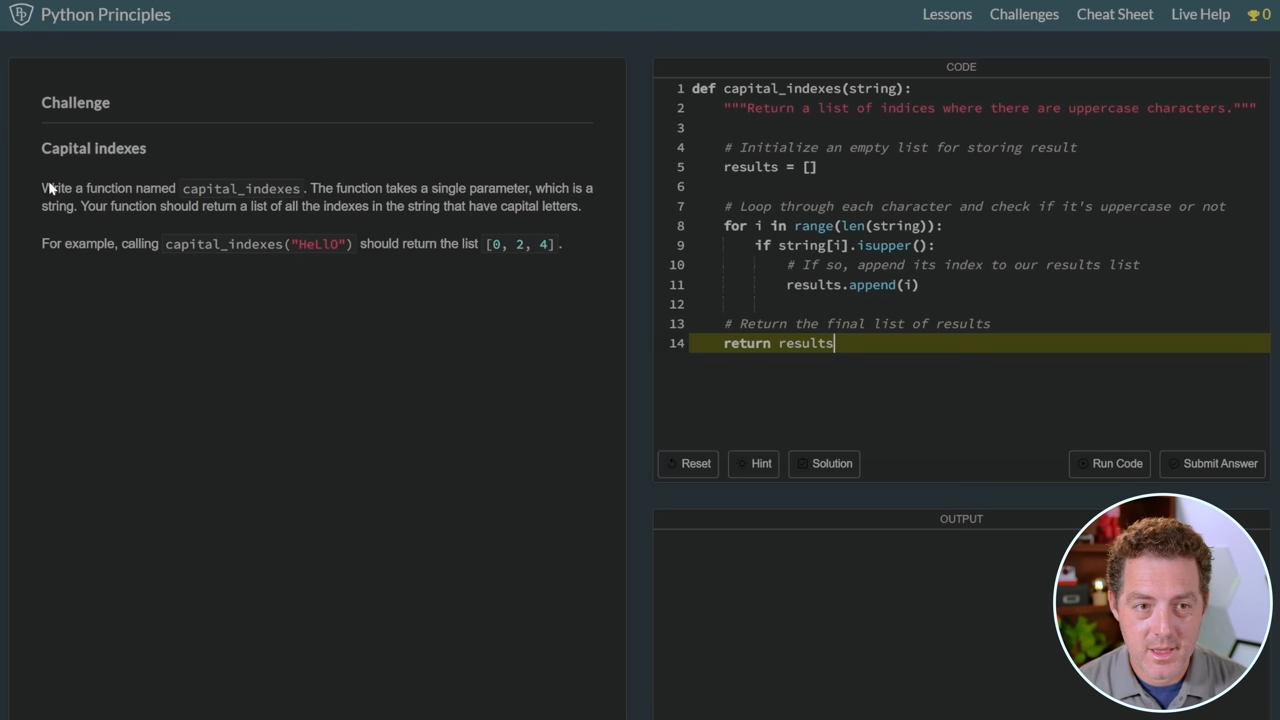 Python Principles
Lessons Challenges Cheat Sheet Live Help 0
Challenge
Capital indexes
Write a function named capital_indexes. The function takes a single parameter, which is a
string. Your function should return a list of all the indexes in the string that have capital letters.
For example, calling capital_indexes("HeLlO") should return the list [0, 2, 4].
CODE
1 def capital_indexes(string):
2     """Return a list of indices where there are uppercase characters."""
3
4     # Initialize an empty list for storing result
5     results = []
6
7     # Loop through each character and check if it's uppercase or not
8     for i in range(len(string)):
9         if string[i].isupper():
10             # If so, append its index to our results list
11             results.append(i)
12
13     # Return the final list of results
14     return results
Reset Hint Solution Run Code Submit Answer
OUTPUT